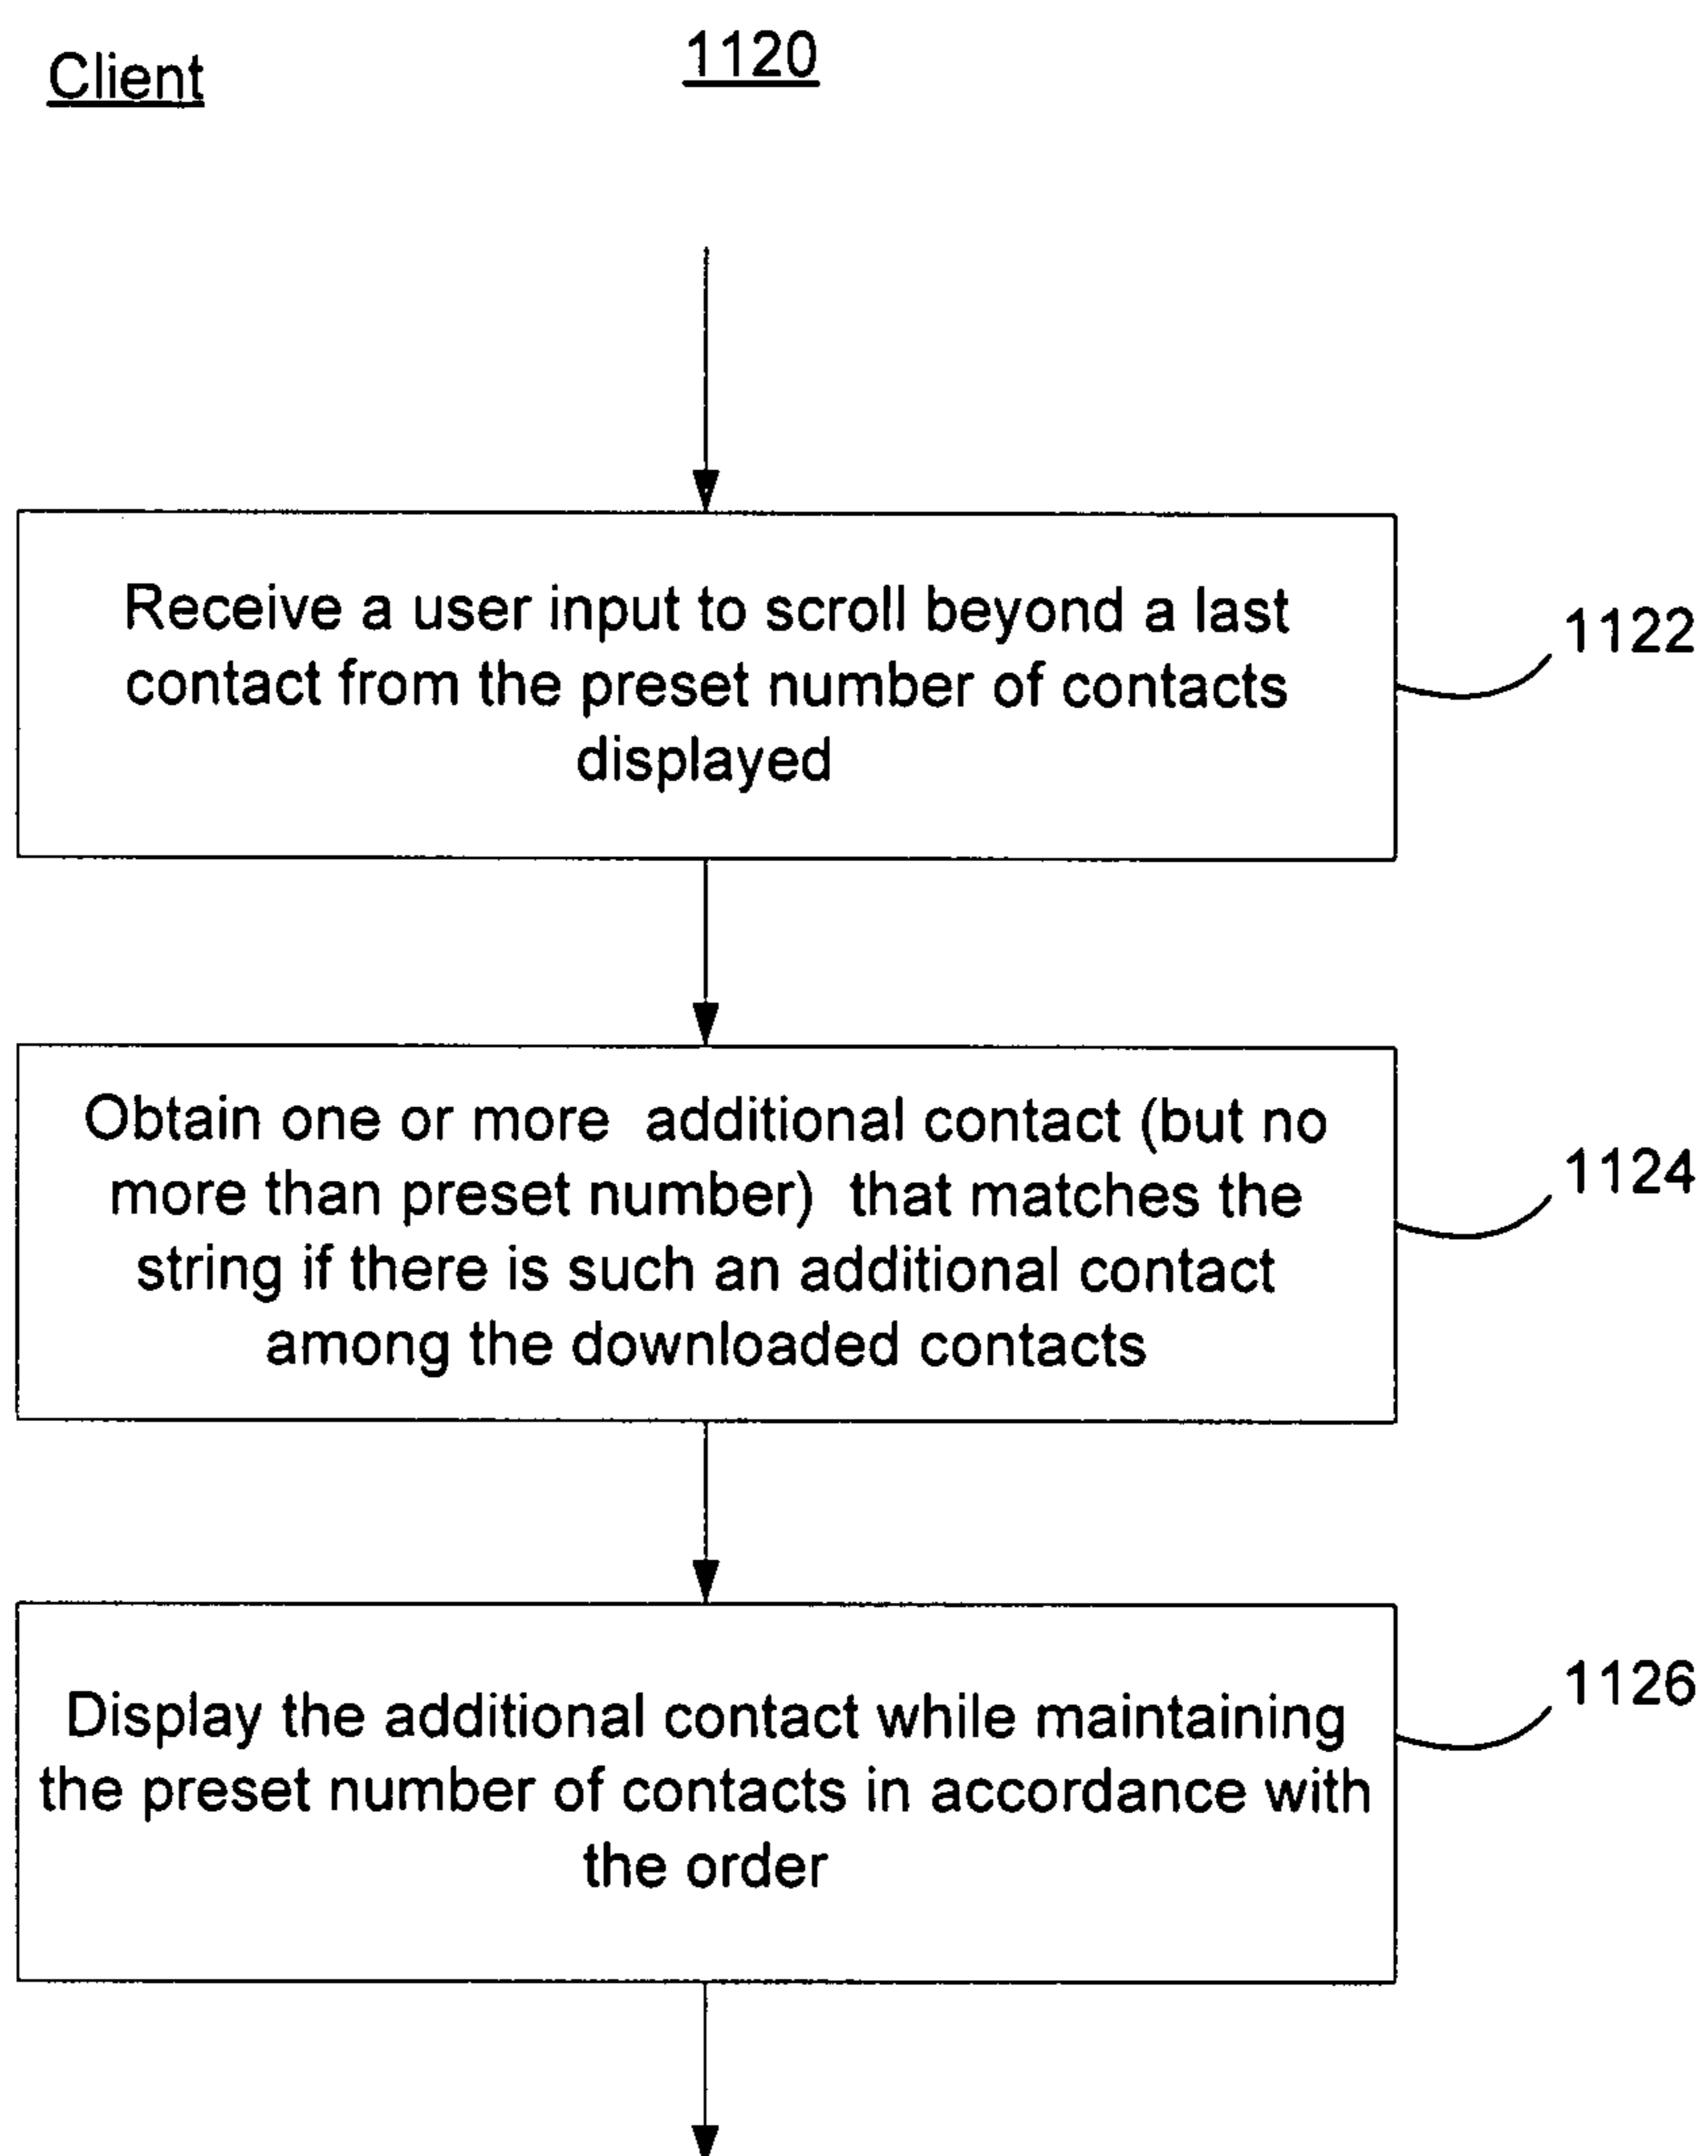 Client
1120
Receive a user input to scroll beyond a last
contact from the preset number of contacts
displayed
1122
Obtain one or more additional contact (but no
more than preset number) that matches the
string if there is such an additional contact
among the downloaded contacts
1124
Display the additional contact while maintaining
the preset number of contacts in accordance with
the order
1126